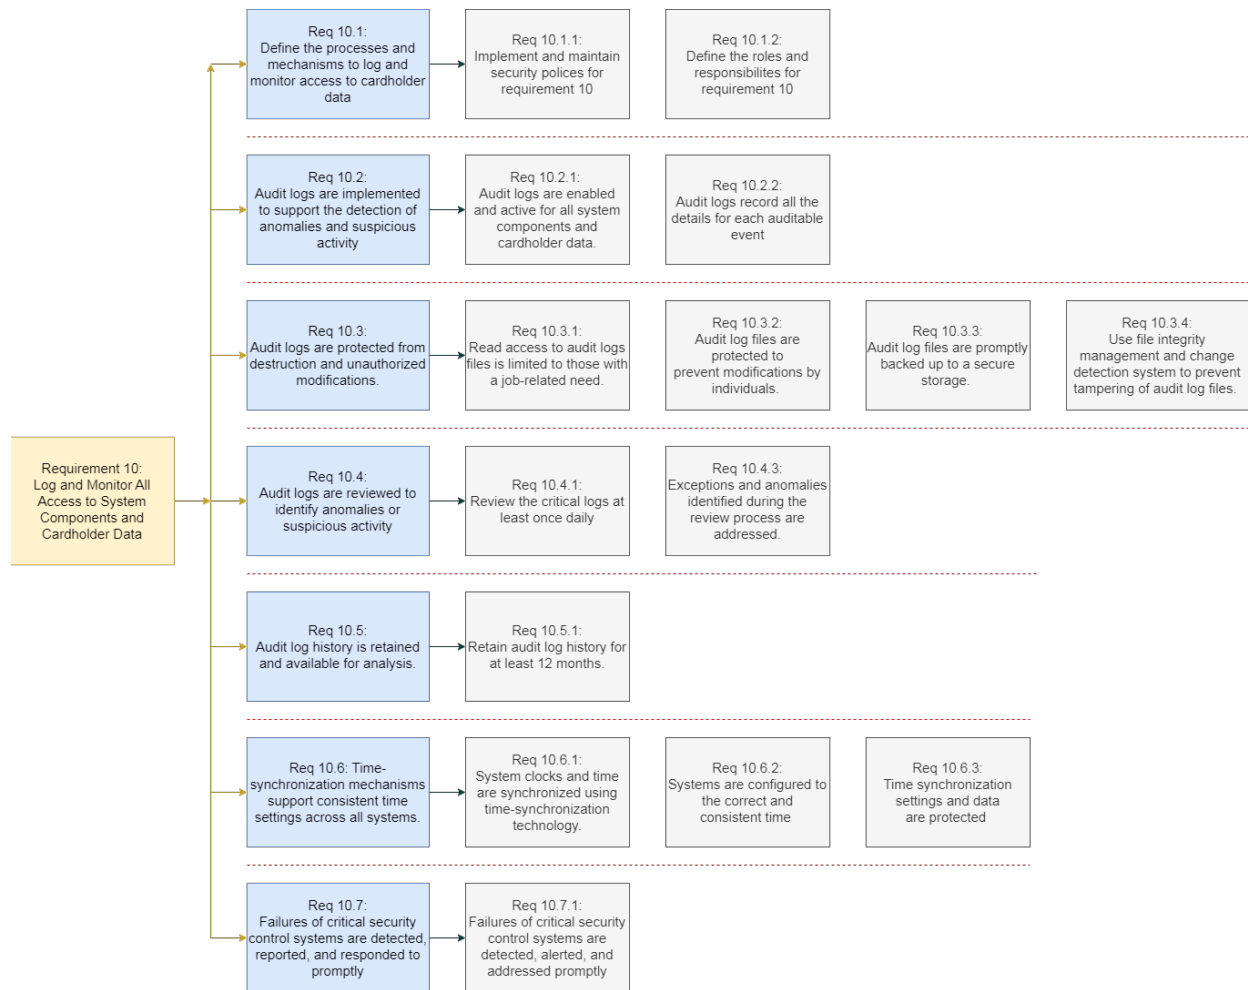 Req 10.1:
Define the processes and
mechanisms to log and
monitor access to cardholder
data
Req 10.1.1:
Implement and maintain
security polices for
requirement 10
Req 10.1.2:
Define the roles and
responsibilites for
requirement 10
Req 10.2:
Audit logs are implemented
to support the detection of
anomalies and suspicious
activity
Req 10.2.1:
Audit logs are enabled
and active for all system
components and
cardholder data.
Req 10.2.2:
Audit logs record all the
details for each auditable
event
Req 10.3:
Audit logs are protected from
destruction and unauthorized
modifications.
Req 10.3.1:
Read access to audit logs
files is limited to those with
a job-related need.
Req 10.3.2:
Audit log files are
protected to
prevent modifications by
individuals.
Req 10.3.3:
Audit log files are promptly
backed up to a secure
storage.
Req 10.3.4:
Use file integrity
management and change
detection system to prevent
tampering of audit log files.
Requirement 10:
Log and Monitor All
Access to System
Components and
Cardholder Data
Req 10.4:
Audit logs are reviewed to
identify anomalies or
suspicious activity
Req 10.4.1:
Review the critical logs at
least once daily
Req 10.4.3:
Exceptions and anomalies
identified during the
review process are
addressed.
Req 10.5:
Audit log history is retained
and available for analysis.
Req 10.5.1:
Retain audit log history for
at least 12 months.
Req 10.6: Time-
synchronization mechanisms
support consistent time
settings across all systems.
Req 10.6.1:
System clocks and time
are synchronized using
time-synchronization
technology.
Req 10.6.2:
Systems are configured to
the correct and
consistent time
Req 10.6.3:
Time synchronization
settings and data
are protected
Req 10.7:
Failures of critical security
control systems are detected,
reported, and responded to
promptly
Req 10.7.1:
Failures of critical security
control systems are
detected, alerted, and
addressed promptly